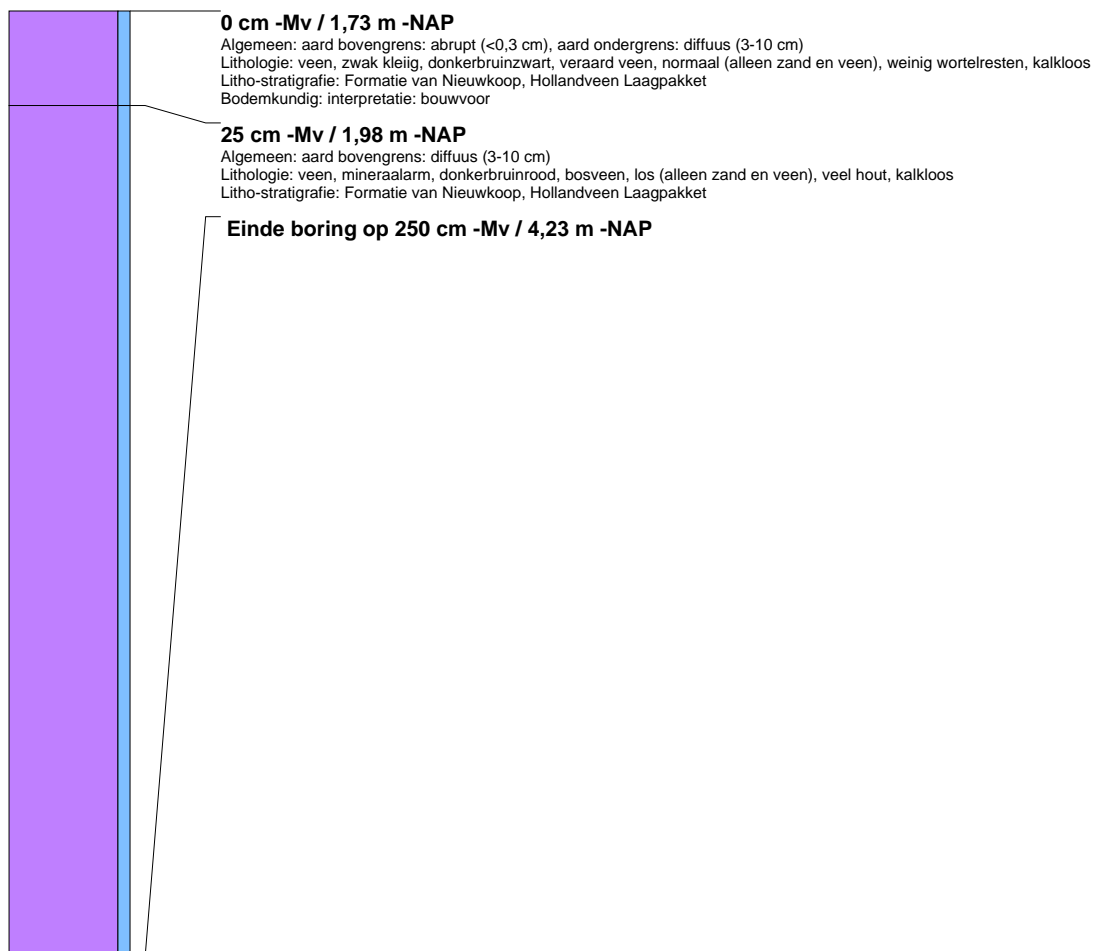 0 cm -Mv / 1,73 m -NAP
Algemeen: aard bovengrens: abrupt (<0,3 cm), aard ondergrens: diffuus (3-10 cm)
Lithologie: veen, zwak kleiig, donkerbruinzwart, veraard veen, normaal (alleen zand en veen), weinig wortelresten, kalkloos
Litho-stratigrafie: Formatie van Nieuwkoop, Hollandveen Laagpakket
Bodemkundig: interpretatie: bouwvoor
25 cm -Mv / 1,98 m -NAP
Algemeen: aard bovengrens: diffuus (3-10 cm)
Lithologie: veen, mineraalarm, donkerbruinrood, bosveen, los (alleen zand en veen), veel hout, kalkloos
Litho-stratigrafie: Formatie van Nieuwkoop, Hollandveen Laagpakket
Einde boring op 250 cm -Mv / 4,23 m -NAP